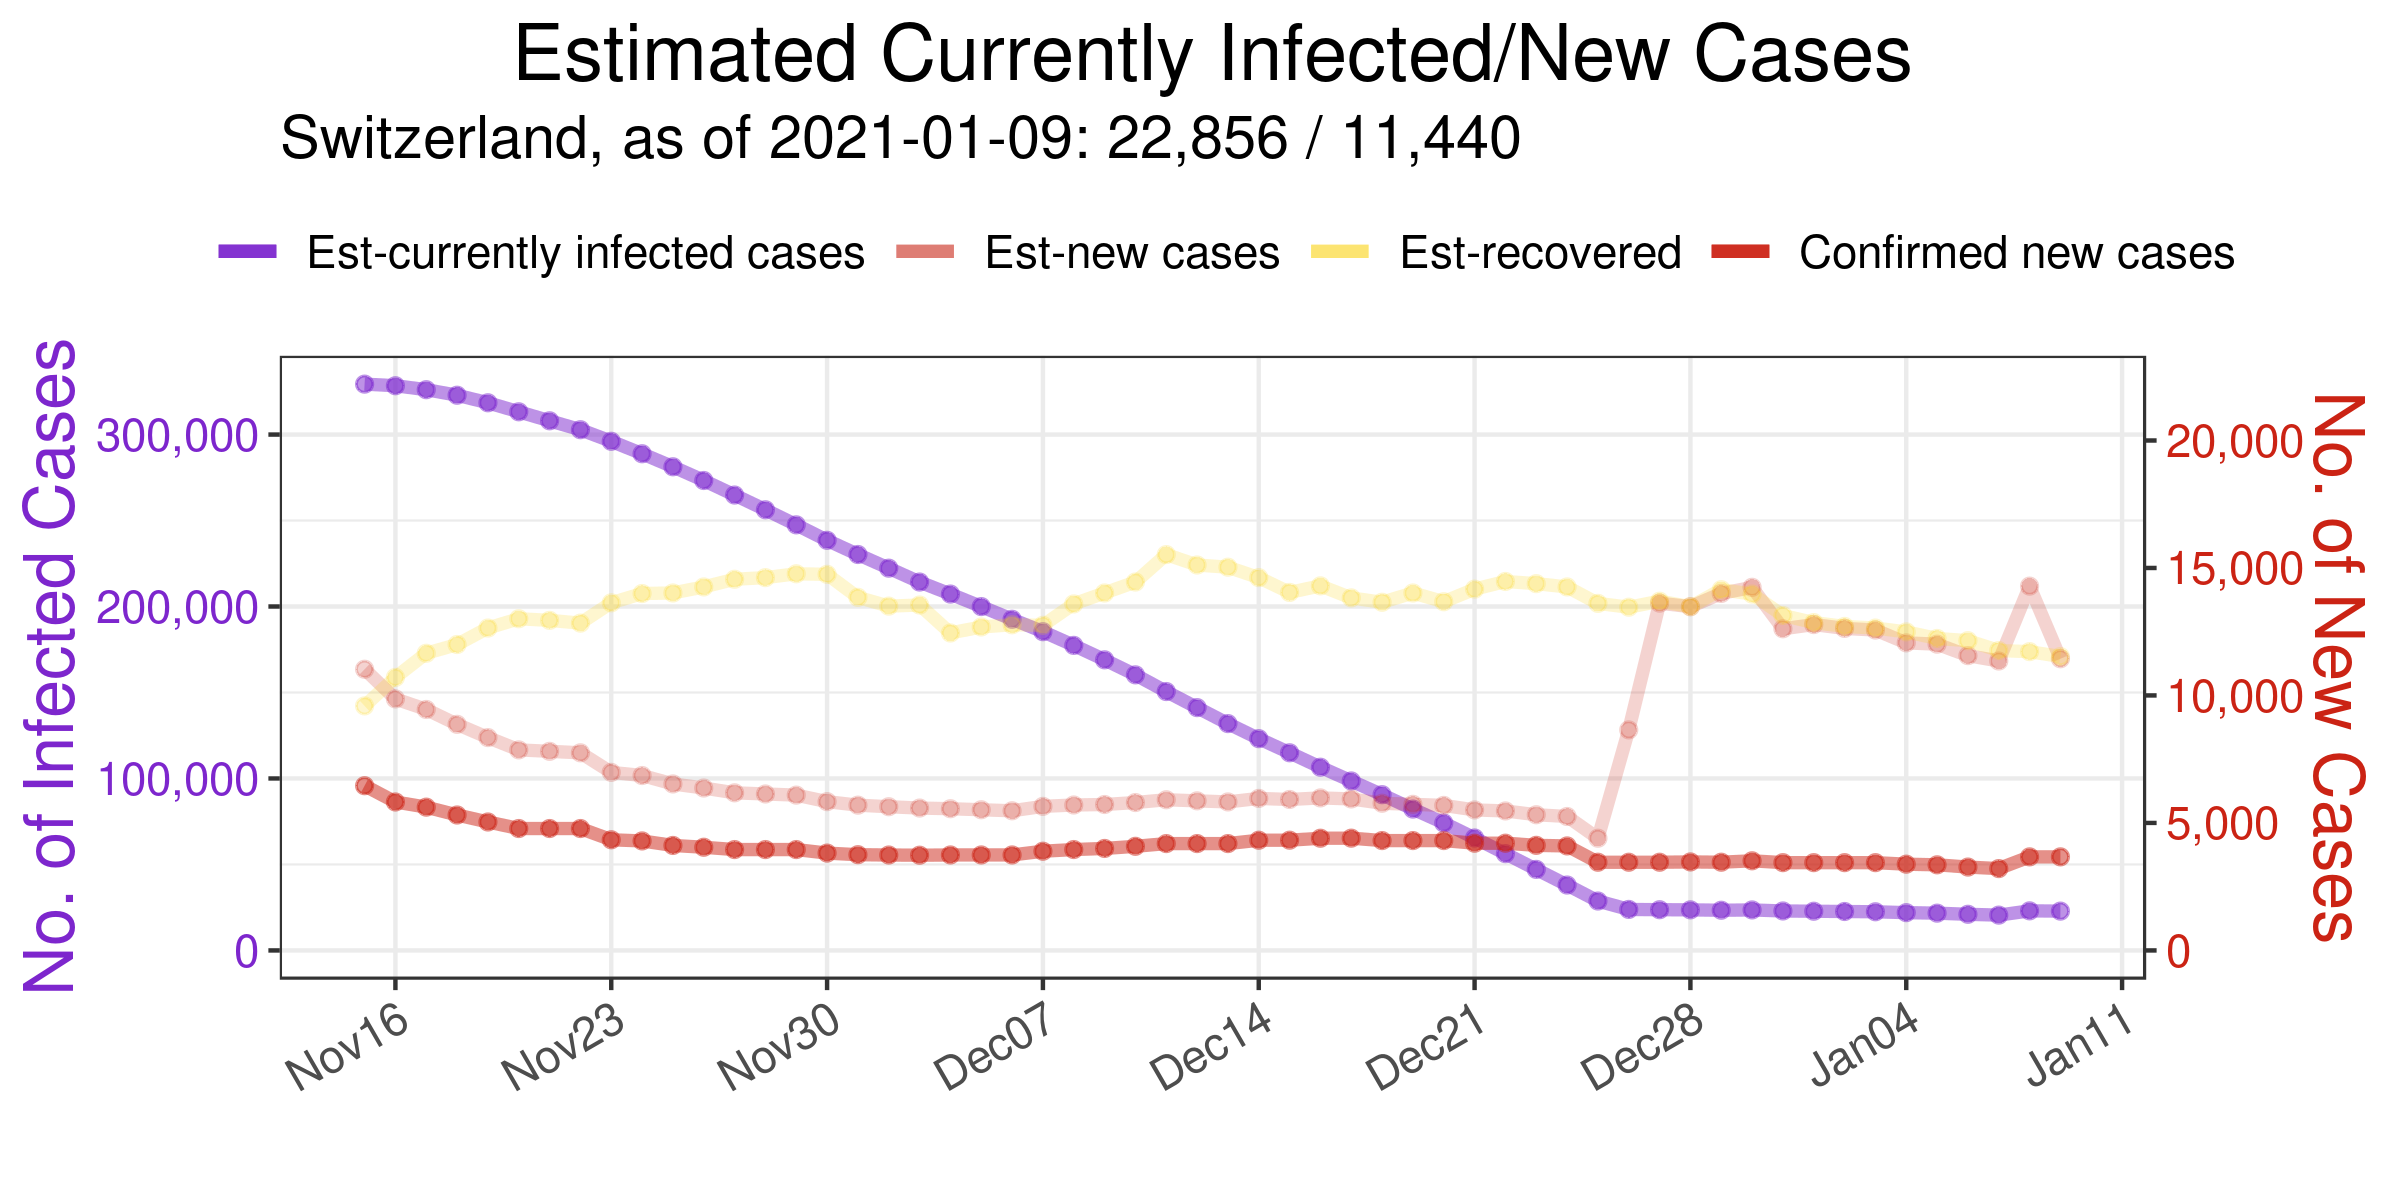 Estimated Currently Infected/New Cases
Switzerland, as of 2021-01-09: 22,856 / 11,440
Est-currently infected cases Est-new cases Est-recovered Confirmed new cases
No. of Infected Cases
300,000
200,000
100,000
0
20,000
15,000
10,000
5,000
0
No. of New Cases
Nov16 Nov23 Nov30 Dec07 Dec14 Dec21 Dec28 Jan04 Jan11